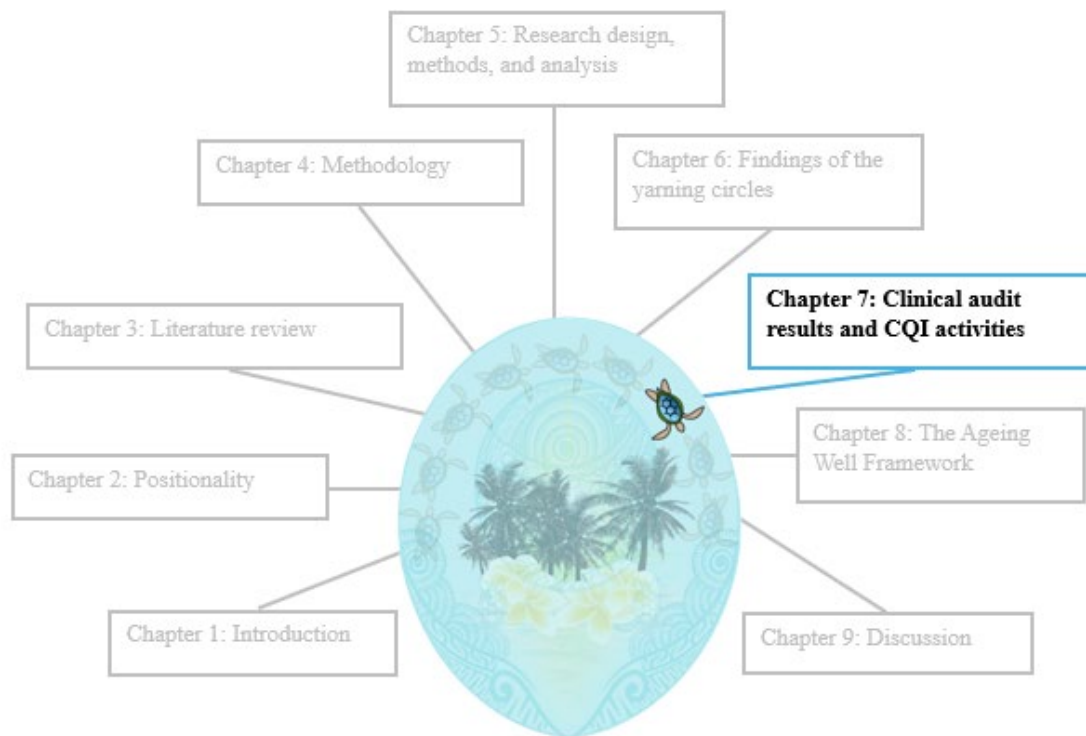 Chapter 5: Research design,
methods, and analysis
Chapter 4: Methodology
Chapter 6: Findings of the
yarning circles
Chapter 7: Clinical audit
results and CQI activities
Chapter 3: Literature review
Chapter 8: The Ageing
Well Framework
Chapter 2: Positionality
Chapter 1: Introduction
Chapter 9: Discussion